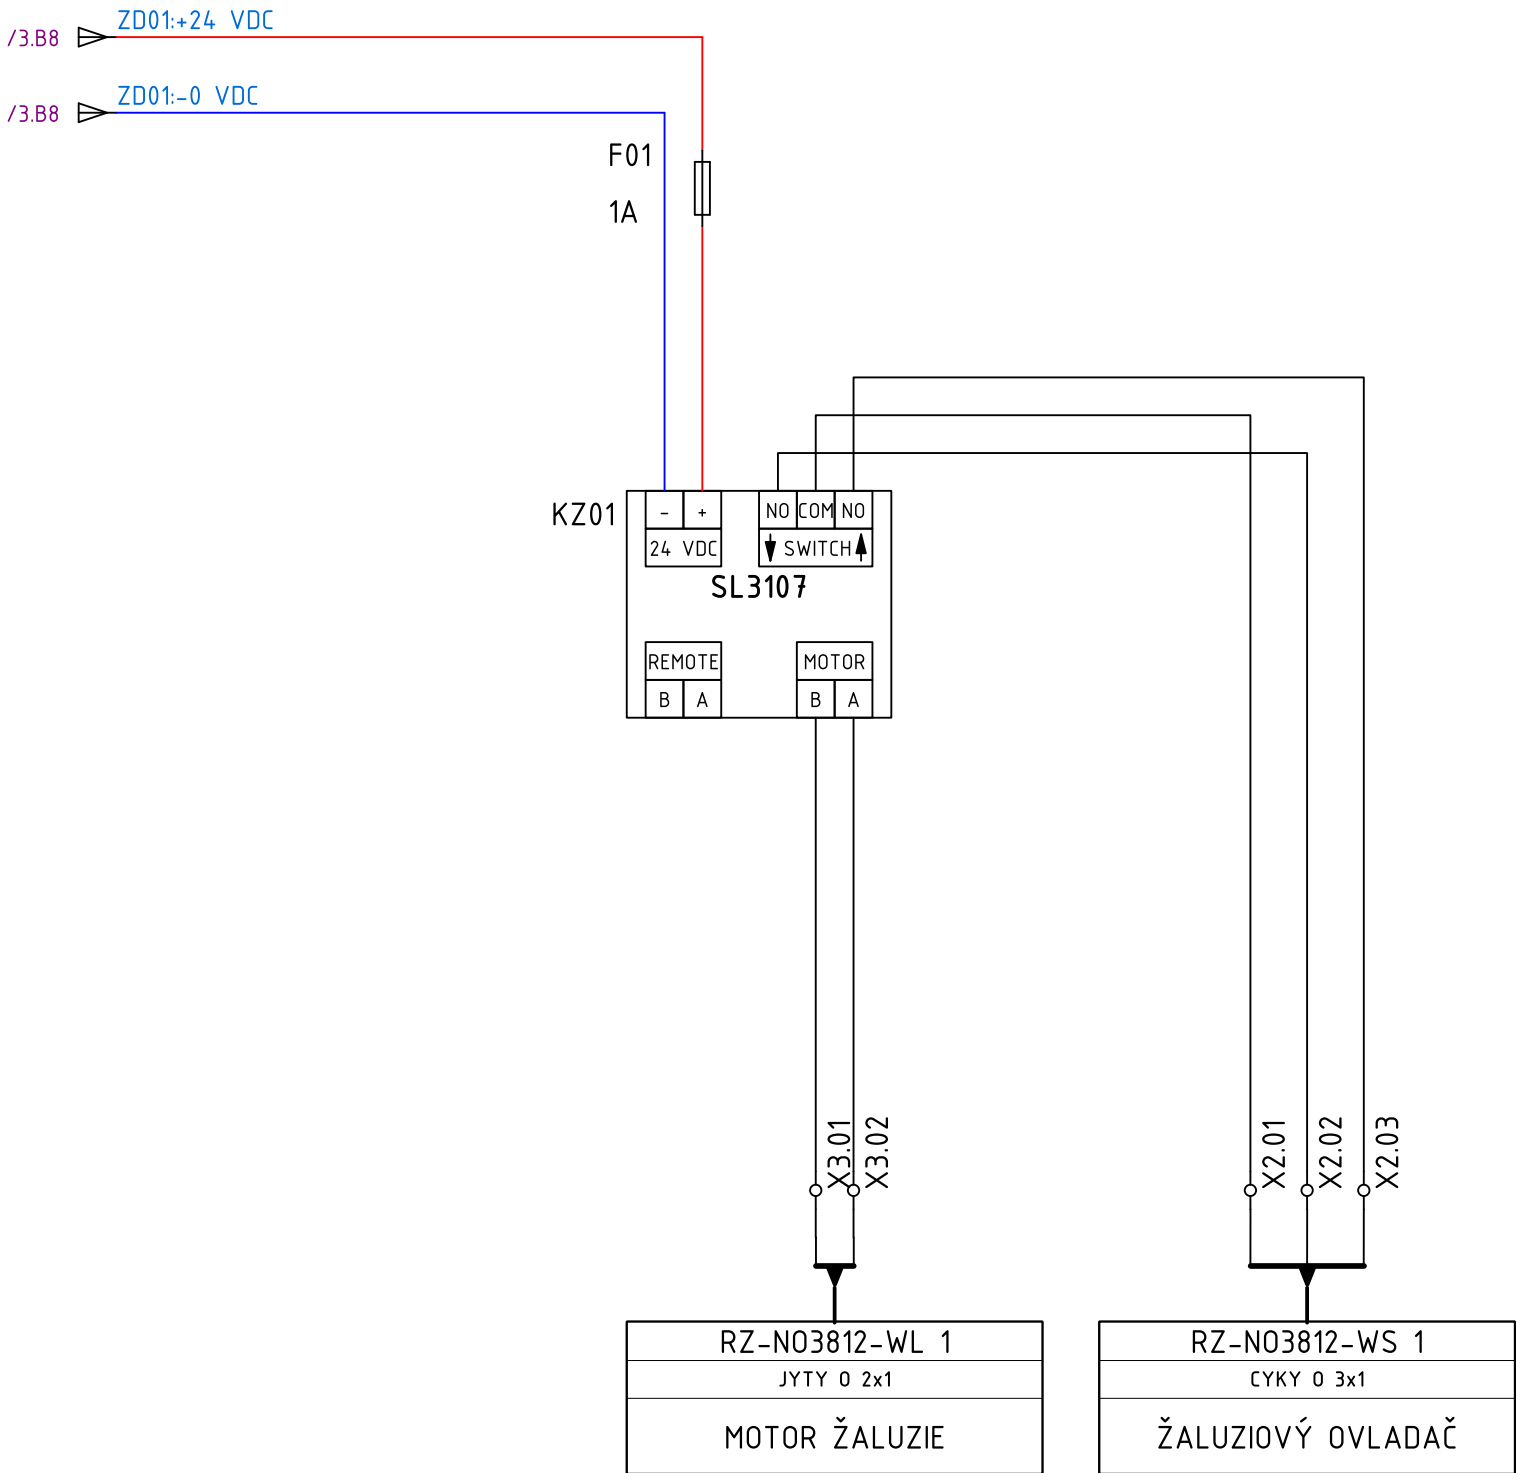 ZD01:+24 VDC
/3.B8
ZD01:-0 VDC
/3.B8
F01
1A
KZ01
- + NO COM NO
24 VDC SWITCH
SL3107
REMOTE MOTOR
B A B A
X3.01
X3.02
X2.01
X2.02
X2.03
RZ-NO3812-WL 1
JYTY O 2x1
MOTOR ŽALUZIE
RZ-NO3812-WS 1
CYKY O 3x1
ŽALUZIOVÝ OVLADAČ